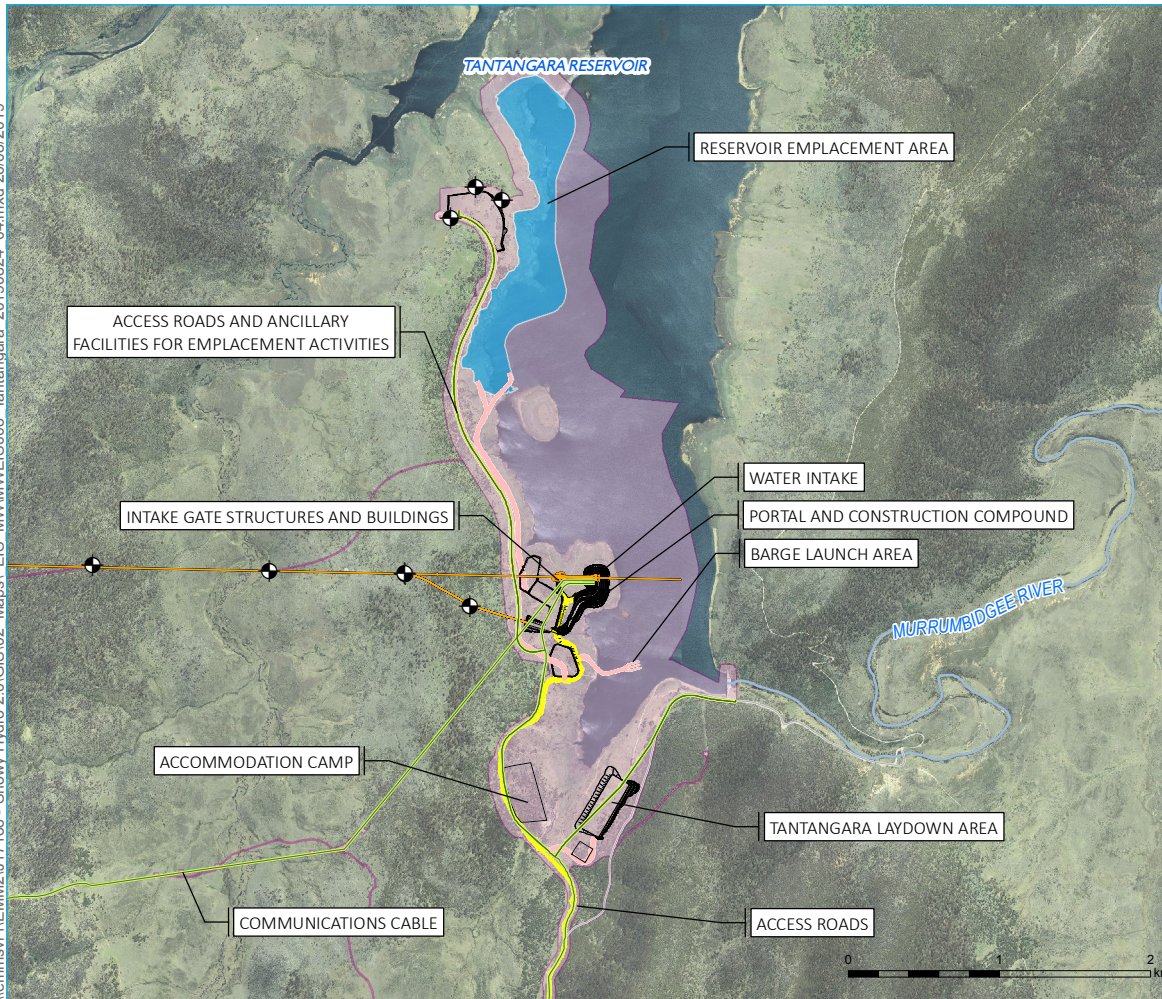 TANTANGARA RESERVOIR
RESERVOIR EMPLACEMENT AREA
ACCESS ROADS AND ANCILLARY
FACILITIES FOR EMPLACEMENT ACTIVITIES
WATER INTAKE
INTAKE GATE STRUCTURES AND BUILDINGS
PORTAL AND CONSTRUCTION COMPOUND
BARGE LAUNCH AREA
MURRUMBIDGEE RIVER
ACCOMMODATION CAMP
TANTANGARA LAYDOWN AREA
COMMUNICATIONS CABLE
ACCESS ROADS
0 1 2